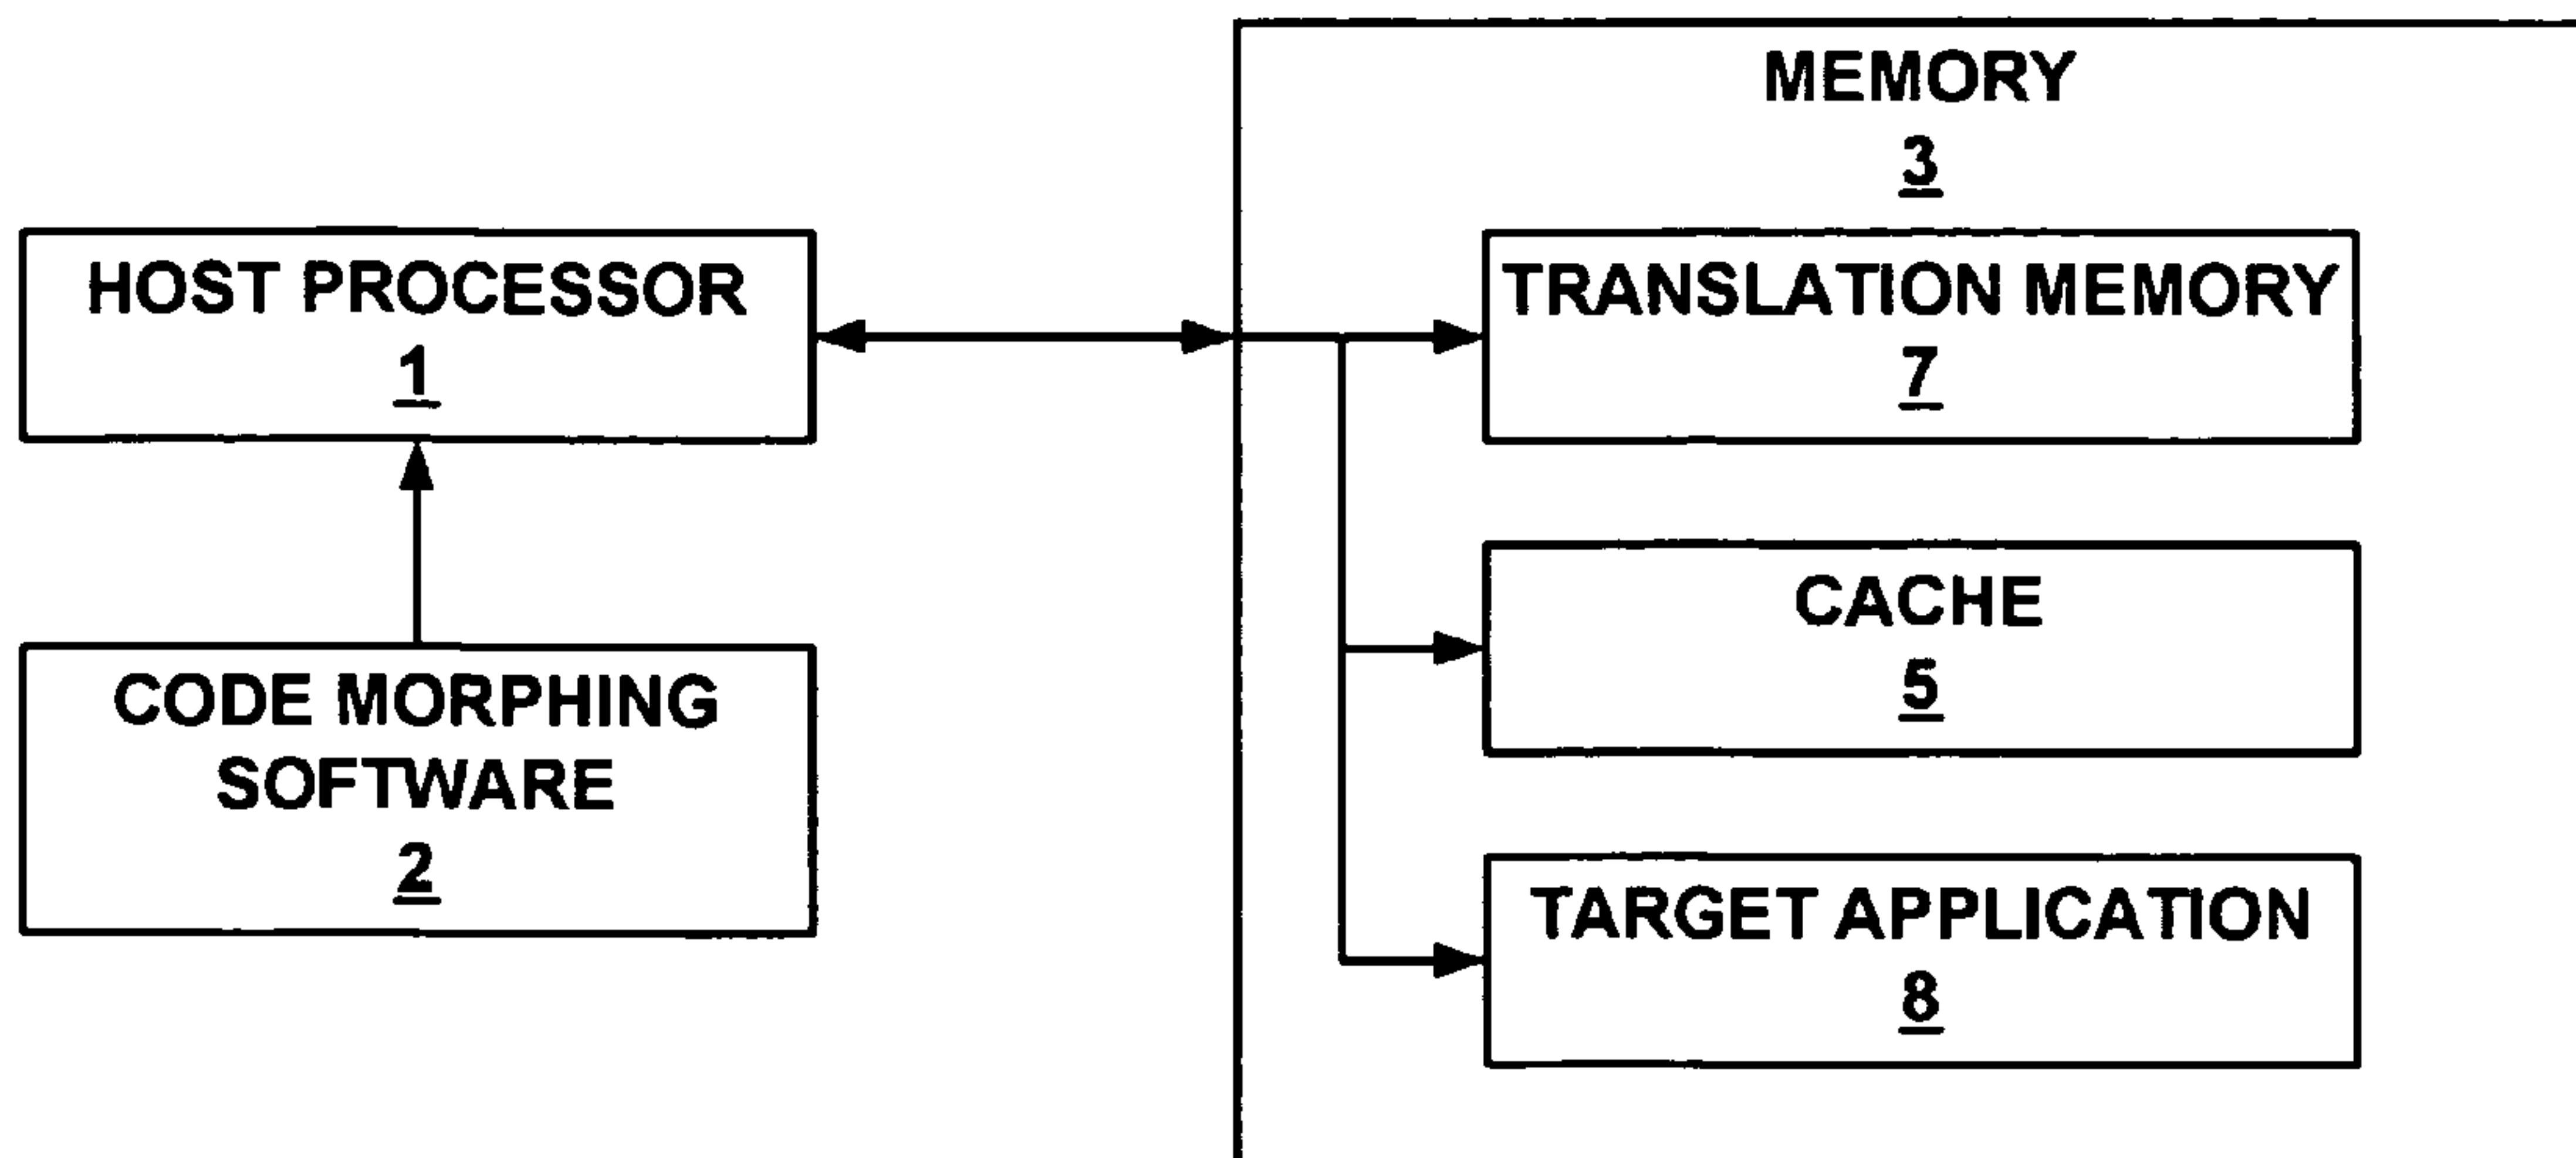 MEMORY
3
HOST PROCESSOR
1
TRANSLATION MEMORY
7
CODE MORPHING
SOFTWARE
2
CACHE
5
TARGET APPLICATION
8